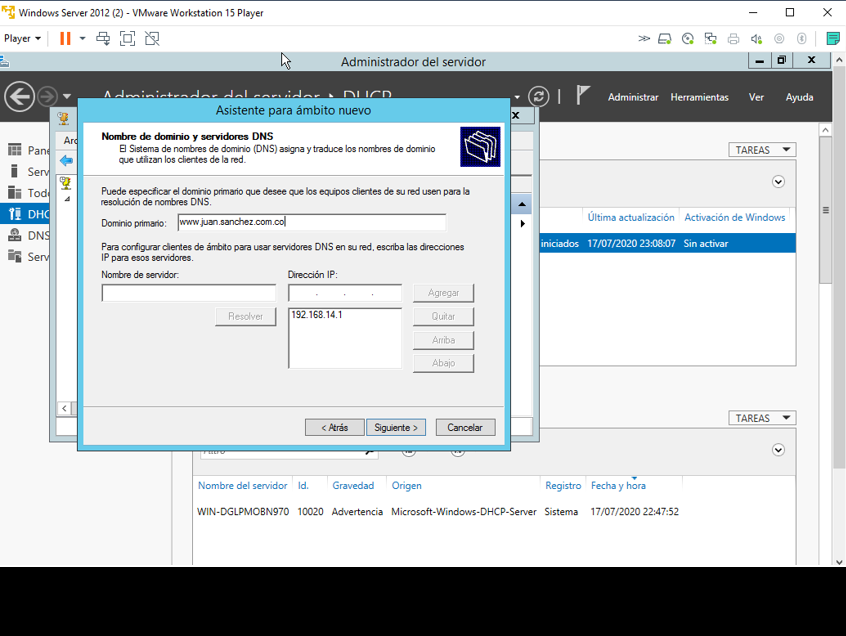 Windows Server 2012 (2) - VMware Workstation 15 Player
Player
Administrador del servidor
Administrador del servidor DHCP
Administrar Herramientas Ver Ayuda
Asistente para ámbito nuevo
x
Nombre de dominio y servidores DNS
El Sistema de nombres de dominio (DNS) asigna y traduce los nombres de dominio
que utilizan los clientes de la red.
Puede especificar el dominio primario que desee que los equipos clientes de su red usen para la
resolución de nombres DNS.
Dominio primario: www.juan.sanchez.com.co
Para configurar clientes de ámbito para usar servidores DNS en su red, escriba las direcciones
IP para esos servidores.
Nombre de servidor: Dirección IP:
. . . Agregar
Resolver 192.168.14.1 Quitar
Arriba
Abajo
< Atrás Siguiente > Cancelar
Arc
Pane
Serv
Todo
DHC
DNS
Serv
TAREAS
Última actualización Activación de Windows
iniciados 17/07/2020 23:08:07 Sin activar
TAREAS
Filtro
Nombre del servidor Id. Gravedad Origen Registro Fecha y hora
WIN-DGLPMOBN970 10020 Advertencia Microsoft-Windows-DHCP-Server Sistema 17/07/2020 22:47:52